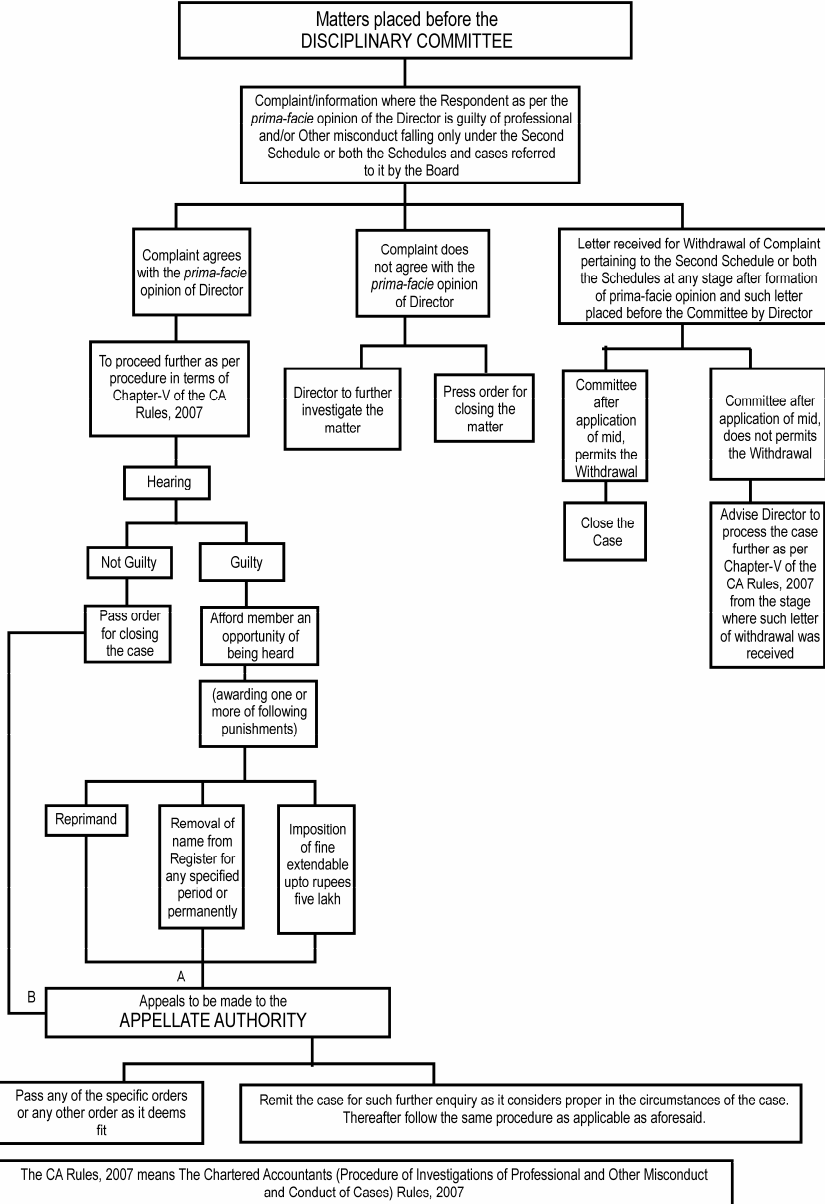 Matters placed before the
DISCIPLINARY COMMITTEE
Complaint/information where the Respondent as per the
prima-facie opinion of the Director is guilty of professional
and/or Other misconduct falling only under the Second
Schedule or both the Schedules and cases referred
to it by the Board
Complaint agrees
with the prima-facie
opinion of Director
Complaint does
not agree with the
prima-facie opinion
of Director
Letter received for Withdrawal of Complaint
pertaining to the Second Schedule or both
the Schedules at any stage after formation
of prima-facie opinion and such letter
placed before the Committee by Director
To proceed further as per
procedure in terms of
Chapter-V of the CA
Rules, 2007
Director to further
investigate the
matter
Press order for
closing the
matter
Committee
after
application
of mid,
permits the
Withdrawal
Committee after
application of mid,
does not permits
the Withdrawal
Hearing
Close the
Case
Advise Director to
process the case
further as per
Chapter-V of the
CA Rules, 2007
from the stage
where such letter
of withdrawal was
received
Not Guilty
Guilty
Pass order
for closing
the case
Afford member an
opportunity of
being heard
(awarding one or
more of following
punishments)
Reprimand
Removal of
name from
Register for
any specified
period or
permanently
Imposition
of fine
extendable
upto rupees
five lakh
A
B
Appeals to be made to the
APPELLATE AUTHORITY
Pass any of the specific orders
or any other order as it deems
fit
Remit the case for such further enquiry as it considers proper in the circumstances of the case.
Thereafter follow the same procedure as applicable as aforesaid.
The CA Rules, 2007 means The Chartered Accountants (Procedure of Investigations of Professional and Other Misconduct
and Conduct of Cases) Rules, 2007